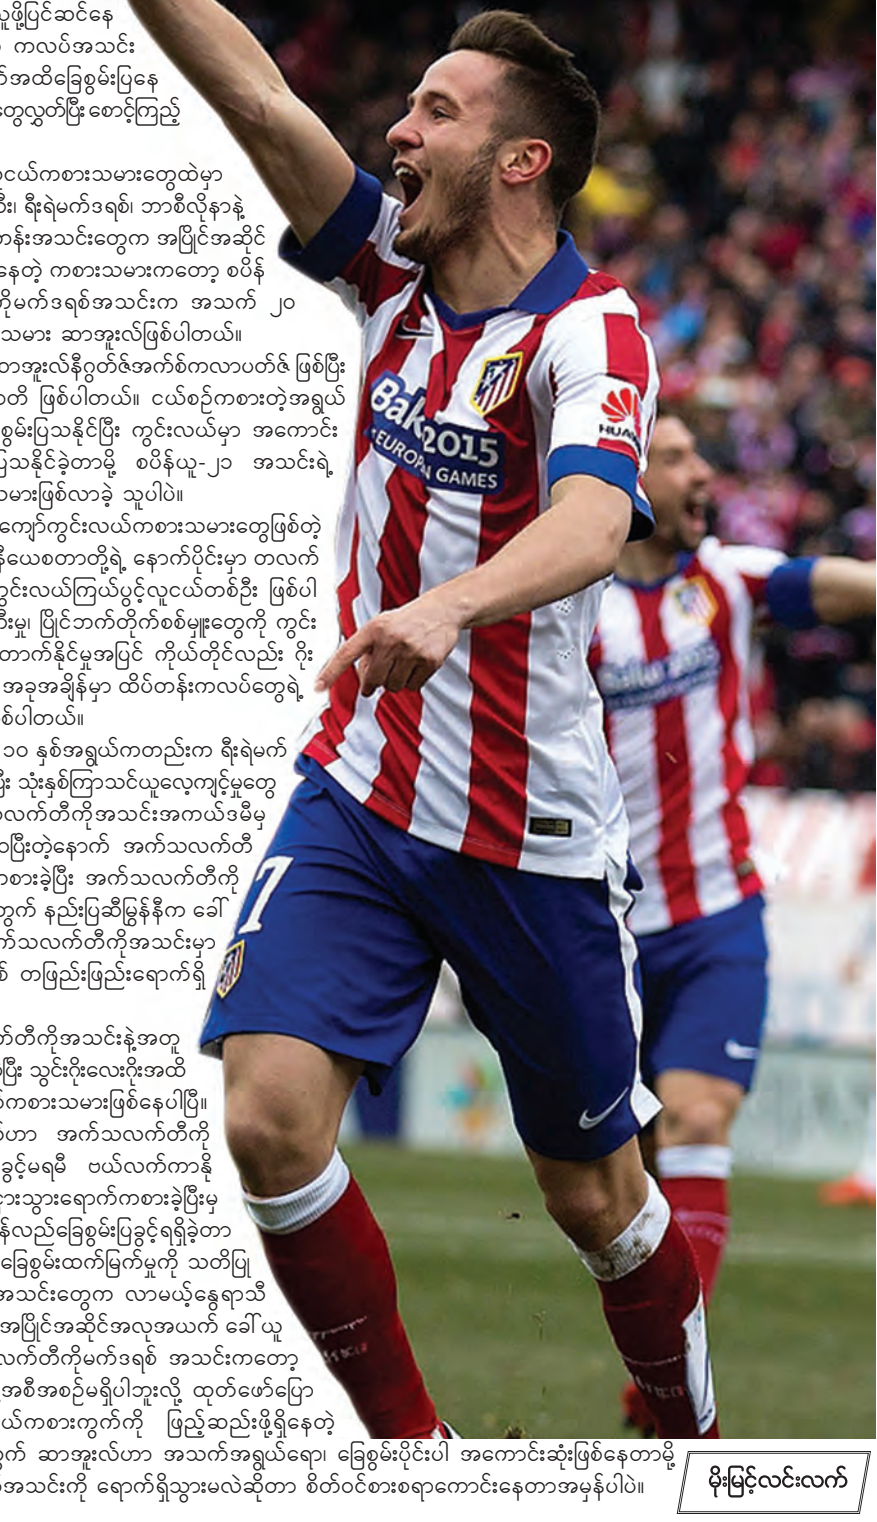 ကလပ်အသင်း
စောင့်ကြည့်
ငယ်ကစားသမားတွေထဲမှာ
ရီးရဲမက်ဒရစ်၊ ဘာစီလိုနာနဲ့
တန်းအသင်းတွေက အပြိုင်အဆိုင်
နေတဲ့ ကစားသမားကတော့ စပိန်
ကိုမက်ဒရစ်အသင်းက အသက် ၂၀
သမား ဆာအူးလ်ဖြစ်ပါတယ်။
တာအူးလ်နီဂွတ်ဇ်အက်စ်ကလာပတ်ဇ် ဖြစ်ပြီး
ဖြစ်ပါတယ်။ ငယ်စဉ်ကစားတဲ့အရွယ်
စွမ်းပြသနိုင်ပြီး ကွင်းလယ်မှာ အကောင်း
ပြသနိုင်ခဲ့တာမို့ စပိန်ယူ-၂၁ အသင်းရဲ့
သမားဖြစ်လာခဲ့ သူပါပဲ။
ကျော်ကွင်းလယ်ကစားသမားတွေဖြစ်တဲ့
နီယေစတာတို့ရဲ့ နောက်ပိုင်းမှာ တလက်
ကွင်းလယ်ကြယ်ပွင့်လူငယ်တစ်ဦး ဖြစ်ပါ
တီးမှု၊ ပြိုင်ဘက်တိုက်စစ်မှူးတွေကို ကွင်း
တောက်နိုင်မှုအပြင် ကိုယ်တိုင်လည်း ဂိုး
အခုအချိန်မှာ ထိပ်တန်းကလပ်တွေရဲ့
စ်ပါတယ်။
၁၀ နှစ်အရွယ်ကတည်းက ရီးရဲမက်
ပြီး သုံးနှစ်ကြာသင်ယူလေ့ကျင့်မှုတွေ
လက်တီကိုအသင်းအကယ်ဒမီမှ
ပြီးတဲ့နောက် အက်သလက်တီ
ကစားခဲ့ပြီး အက်သလက်တီကို
တွက် နည်းပြဆီမြွန်နီက ခေါ်
က်သလက်တီကိုအသင်းမှာ
တဖြည်းဖြည်းရောက်ရှိ
က်တီကိုအသင်းနဲ့အတူ
ပြီး သွင်းဂိုးလေးဂိုးအထိ
ကစားသမားဖြစ်နေပါပြီ။
ဟာ အက်သလက်တီကို
ခွင့်မရမီ ဗယ်လက်ကာနို
ငှားသွားရောက်ကစားခဲ့ပြီးမှ
န်လည်ခြေစွမ်းပြခွင့်ရရှိခဲ့တာ
ခြေစွမ်းထက်မြက်မှုကို သတိပြု
အသင်းတွေက လာမယ့်နွေရာသီ
အပြိုင်အဆိုင်အလုအယက် ခေါ်ယူ
လက်တီကိုမက်ဒရစ် အသင်းကတော့
အစီအစဉ်မရှိပါဘူးလို့ ထုတ်ဖော်ပြော
ယ်ကစားကွက်ကို ဖြည့်ဆည်းဖို့ရှိနေတဲ့
ဆာအူးလ်ဟာ အသက်အရွယ်ရော၊ ခြေစွမ်းပိုင်းပါ အကောင်းဆုံးဖြစ်နေတာမို့
အသင်းကို ရောက်ရှိသွားမလဲဆိုတာ စိတ်ဝင်စားစရာကောင်းနေတာအမှန်ပါပဲ။
မိုးမြင့်လင်းလက်
Bak 2015
EUROPEAN GAMES
HUA
17